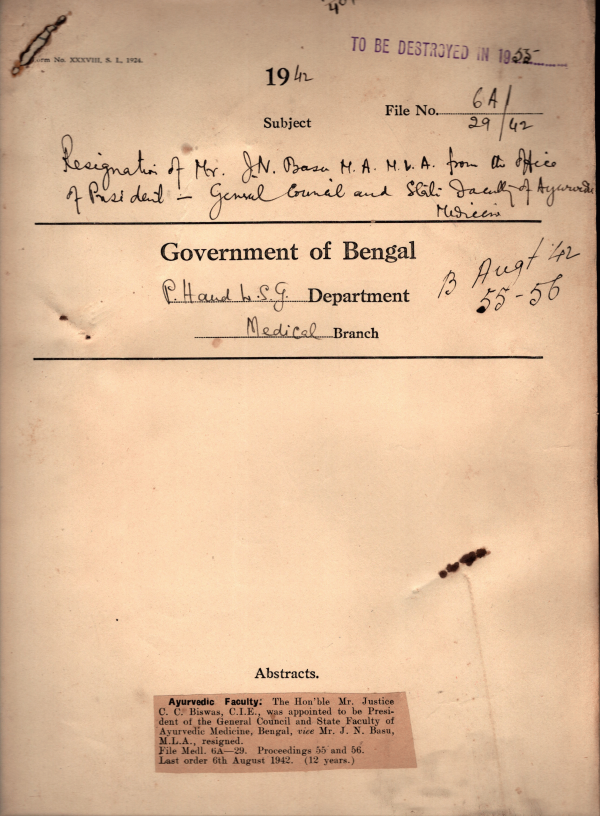 TO BE DESTROYED IN 1955
Form No. XXXVIII, S. I., 1924.
1942
File No. 6A/
29/42
Subject
Resignation of Mr. J.N. Basu M.A. M.L.A. from the office
of President – General Council and State Faculty of Ayurvedic
Medicine
Government of Bengal
P.H and L.S.G. Department
Medical Branch
B Augt 42
55-56
Abstracts.
Ayurvedic Faculty: The Hon'ble Mr. Justice
C. C. Biswas, C.I.E., was appointed to be Presi-
dent of the General Council and State Faculty of
Ayurvedic Medicine, Bengal, vice Mr. J. N. Basu,
M.L.A., resigned.
File Medl. 6A—29. Proceedings 55 and 56.
Last order 6th August 1942. (12 years.)